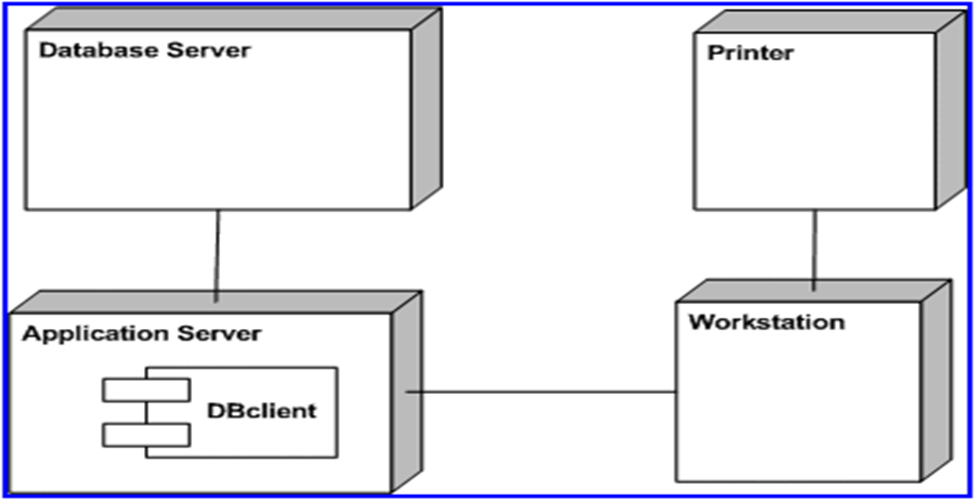 Database Server
Printer
Application Server
DBclient
Workstation